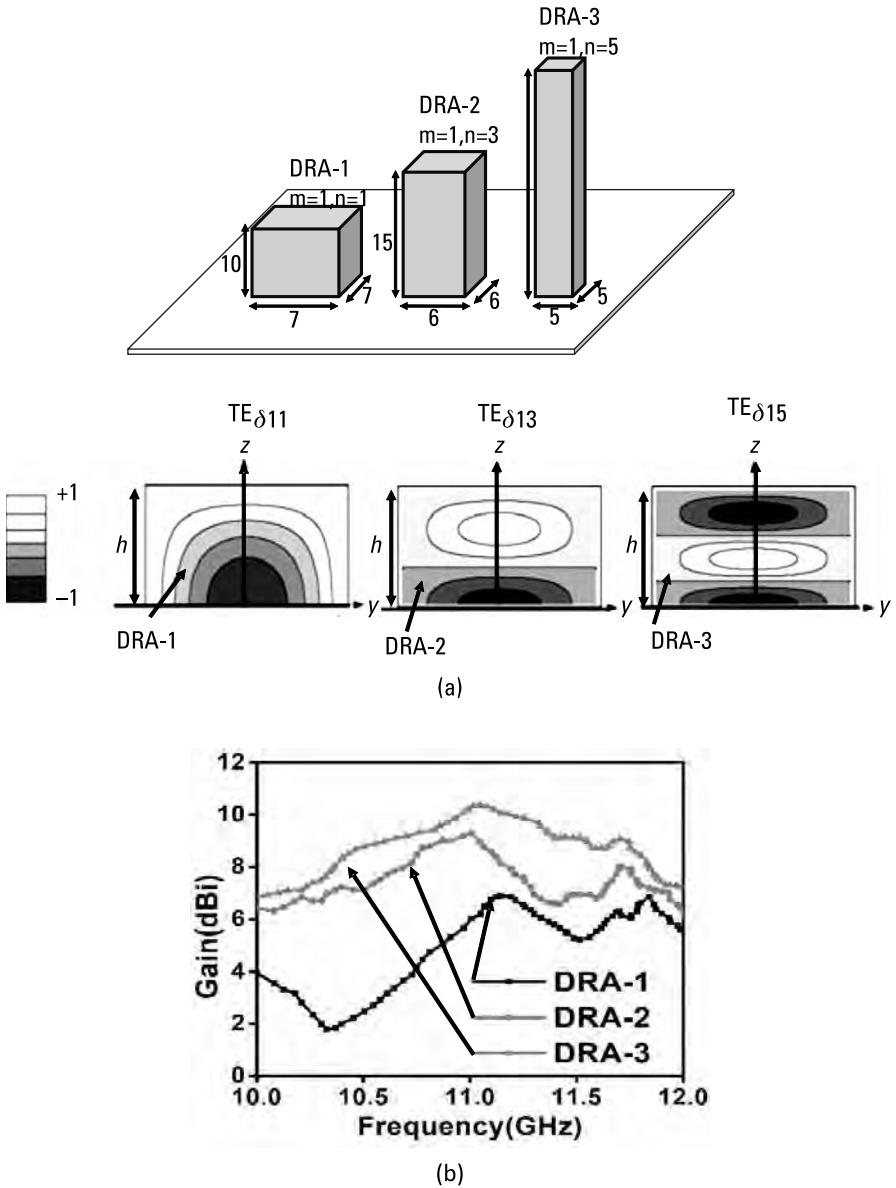 DRA-3
m=1,n=5
DRA-2
m=1,n=3
DRA-1
m=1,n=1
10
7
7
15
6
6
5
5
TEδ11
TEδ13
TEδ15
z
z
z
+1
−1
h
h
h
y
y
y
DRA-1
DRA-2
DRA-3
(a)
12
10
8
6
4
2
0
Gain(dBi)
DRA-1
DRA-2
DRA-3
10.0
10.5
11.0
11.5
12.0
Frequency(GHz)
(b)